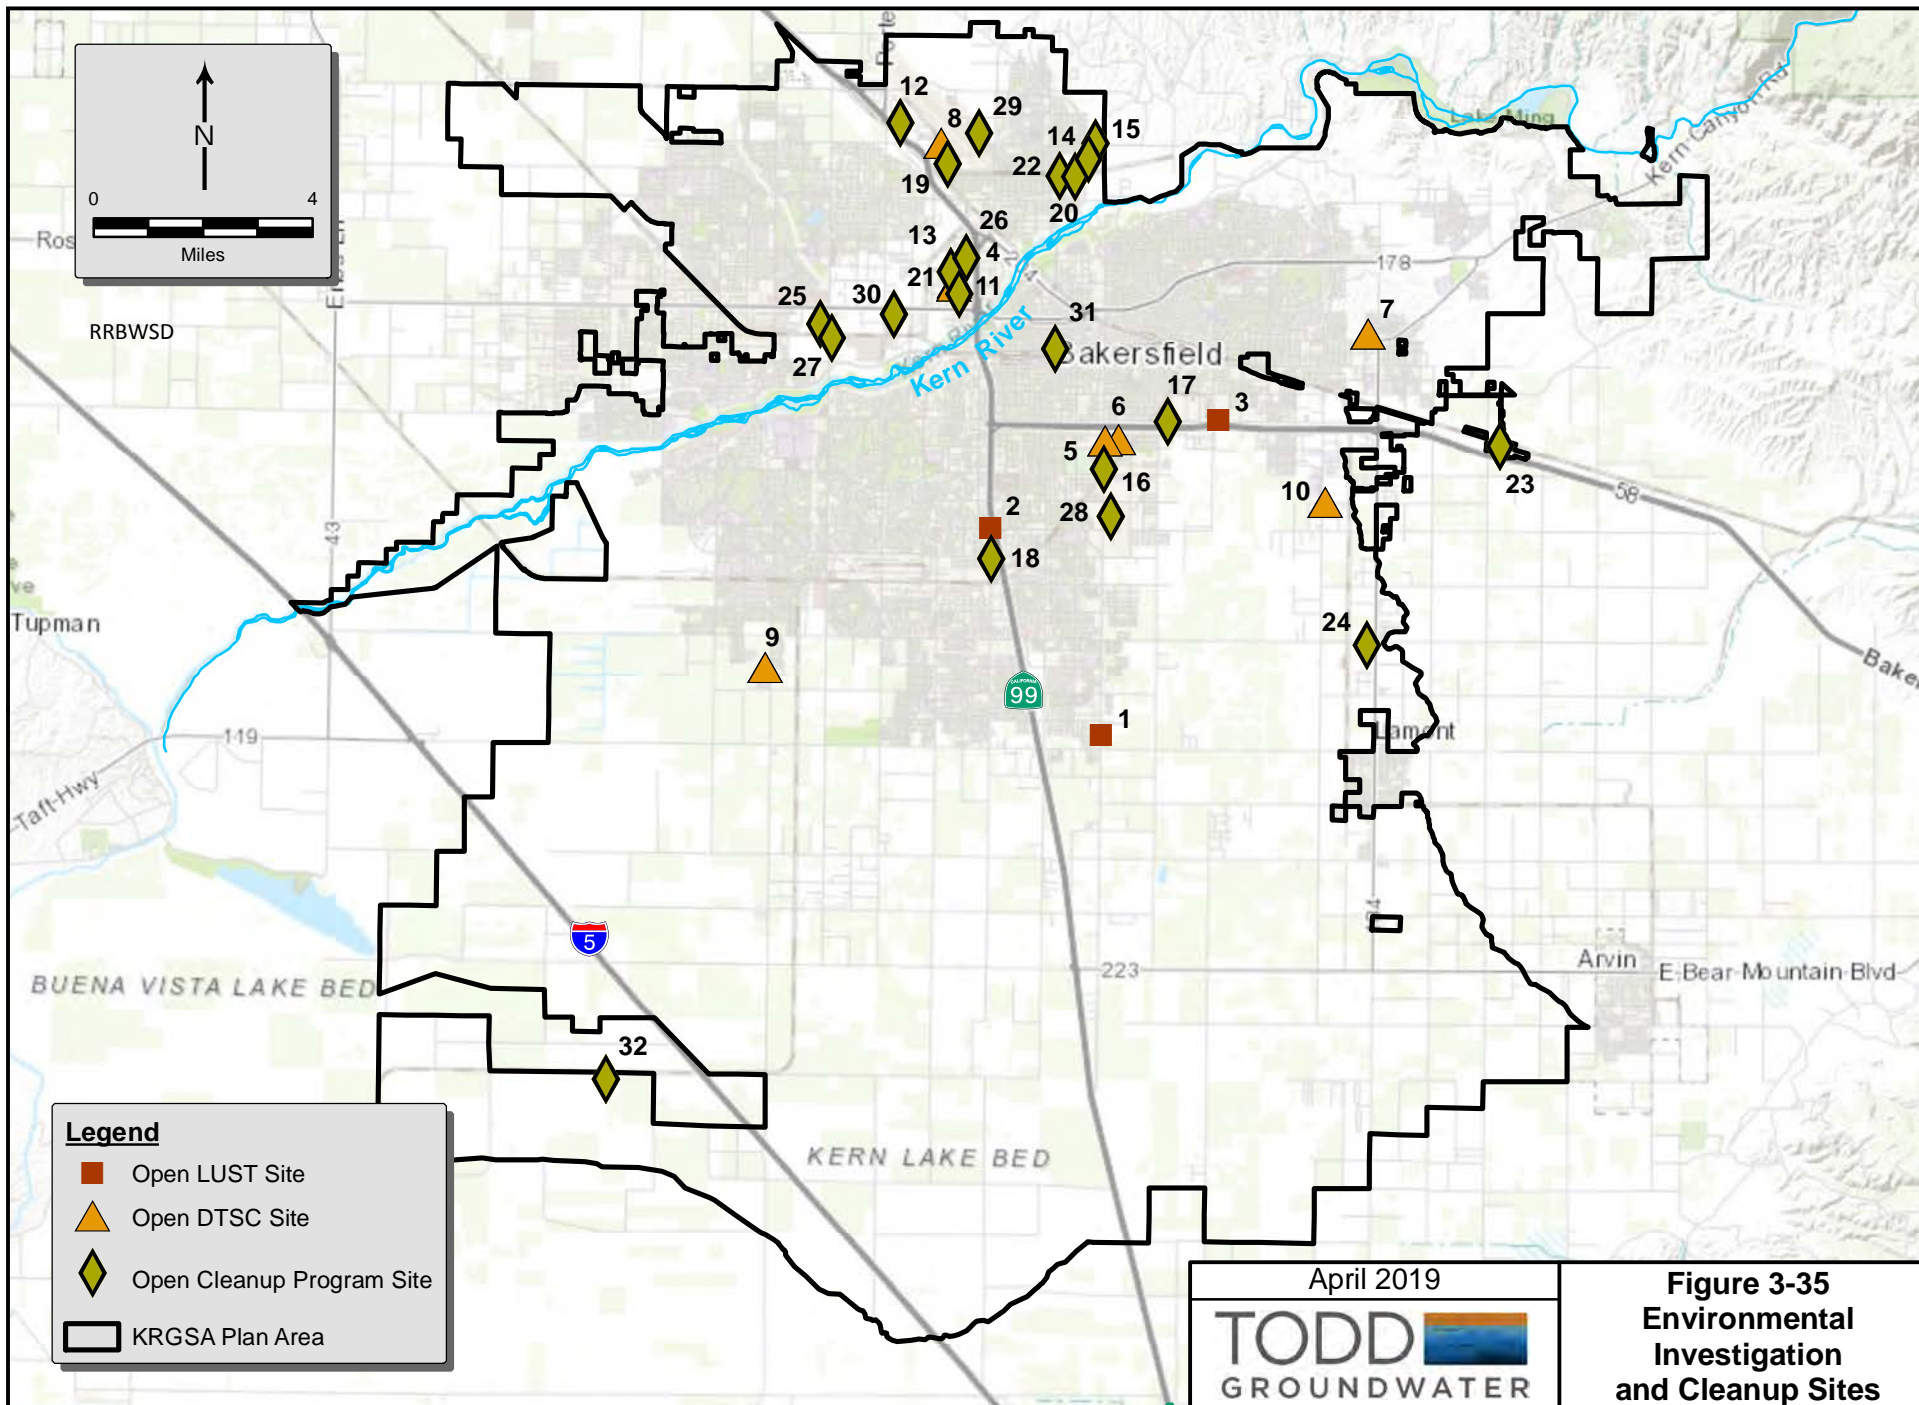 N
0 4
Miles
RRBWSD
12
8
29
14
15
22
19
20
26
13
4
21
11
25
30
27
31
Kern River
Bakersfield
Lake Ming
Kern Canyon Rd
178
7
17
3
6
5
16
28
2
18
10
23
58
43
Tupman
9
CALIFORNIA
99
24
1
Lamont
119
Taft-Hwy
5
223
Arvin
E-Bear-Mountain-Blvd
BUENA VISTA LAKE BED
32
KERN LAKE BED
Legend
Open LUST Site
Open DTSC Site
Open Cleanup Program Site
KRGSA Plan Area
April 2019
TODD
GROUNDWATER
Figure 3-35
Environmental
Investigation
and Cleanup Sites